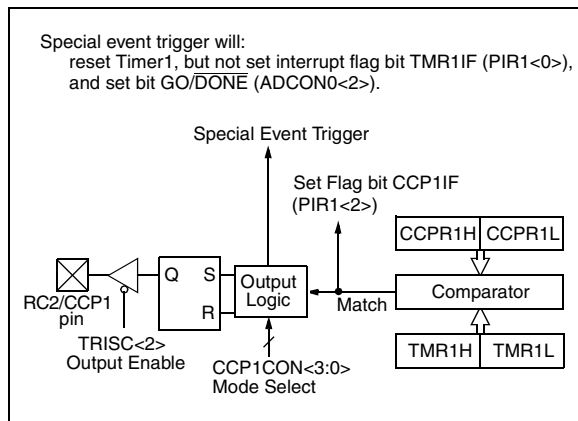 Special event trigger will:
reset Timer1, but not set interrupt flag bit TMR1IF (PIR1<0>),
and set bit GO/DONE (ADCON0<2>).
Special Event Trigger
Set Flag bit CCP1IF
(PIR1<2>)
CCPR1H CCPR1L
Q S
R
Output
Logic
Match
Comparator
RC2/CCP1
pin
TRISC<2>
Output Enable
CCP1CON<3:0>
Mode Select
TMR1H TMR1L